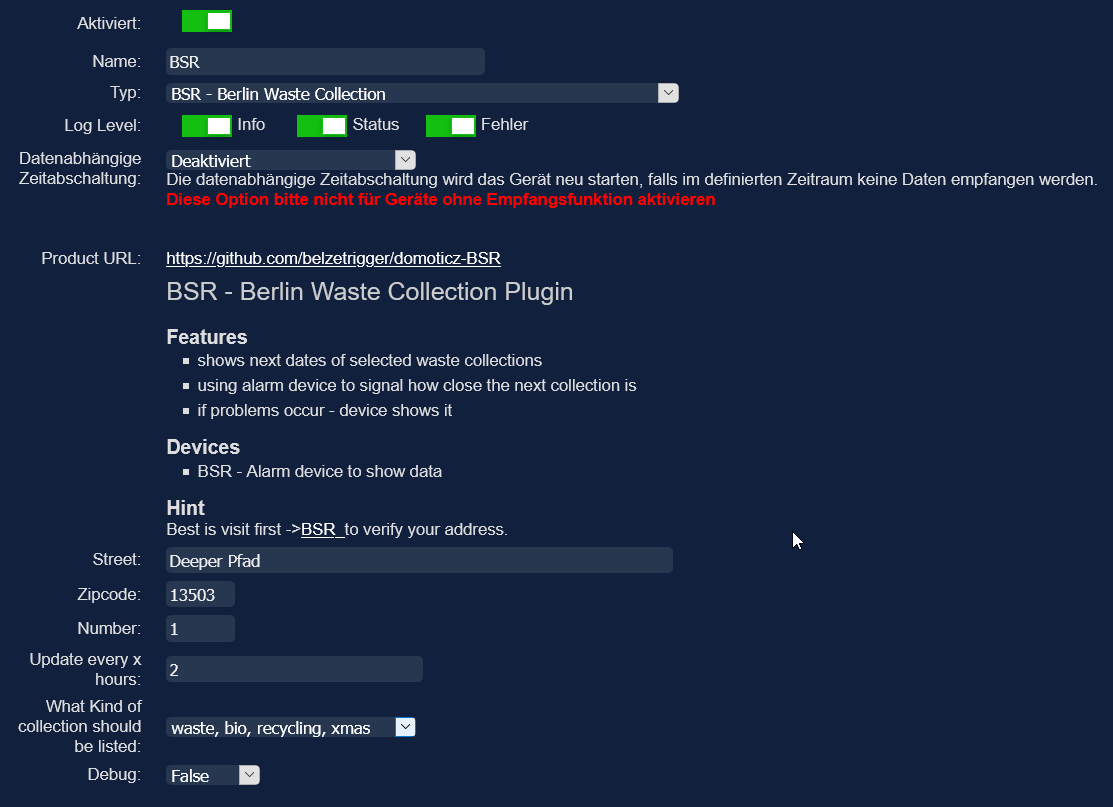 Aktiviert:
Name: BSR
Typ: BSR - Berlin Waste Collection
Log Level: Info Status Fehler
Datenabhängige
Zeitabschaltung:
Deaktiviert
Die datenabhängige Zeitabschaltung wird das Gerät neu starten, falls im definierten Zeitraum keine Daten empfangen werden.
Diese Option bitte nicht für Geräte ohne Empfangsfunktion aktivieren
Product URL: https://github.com/belzetrigger/domoticz-BSR
BSR - Berlin Waste Collection Plugin
Features
shows next dates of selected waste collections
using alarm device to signal how close the next collection is
if problems occur - device shows it
Devices
BSR - Alarm device to show data
Hint
Best is visit first ->BSR to verify your address.
Street: Deeper Pfad
Zipcode: 13503
Number: 1
Update every x
hours:
2
What Kind of
collection should
be listed:
waste, bio, recycling, xmas
Debug: False